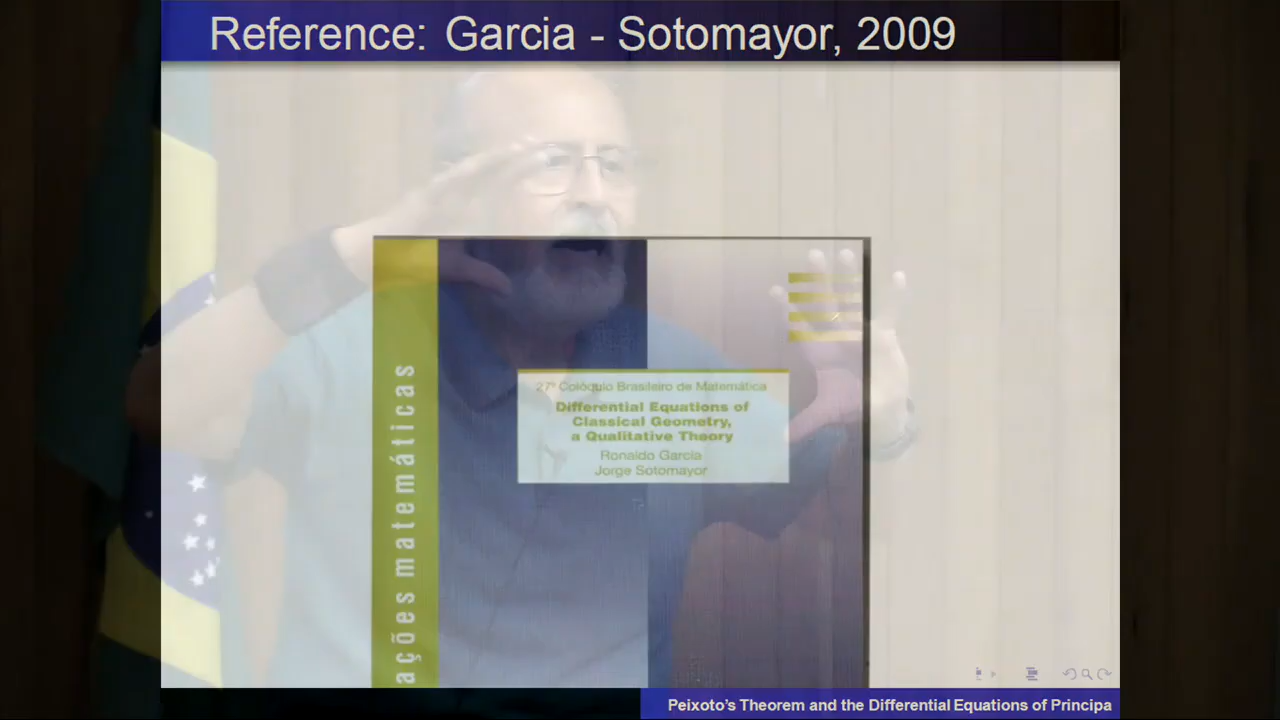 Reference: Garcia - Sotomayor, 2009
27º Colóquio Brasileiro de Matemática
Differential Equations of
Classical Geometry,
a Qualitative Theory
Ronaldo Garcia
Jorge Sotomayor
ações matemáticas
Peixoto's Theorem and the Differential Equations of Principa